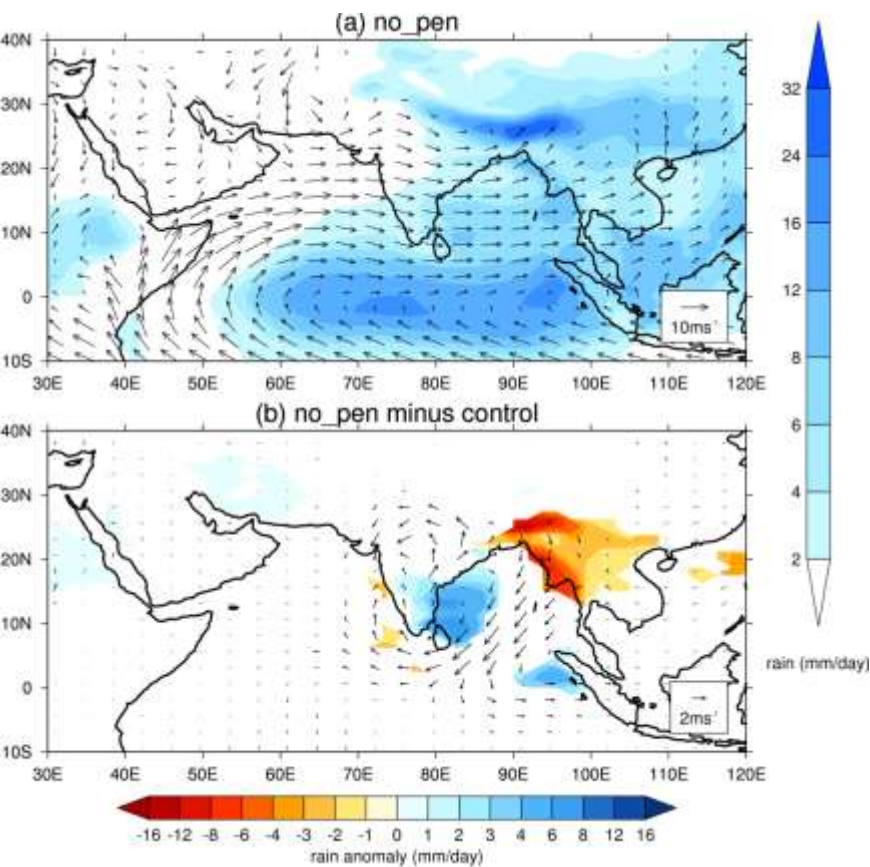 (a) no_pen
40N
30N
20N
10N
0
10S
30E 40E 50E 60E 70E 80E 90E 100E 110E 120E
10ms⁻
32
24
16
12
8
6
4
2
rain (mm/day)
(b) no_pen minus control
40N
30N
20N
10N
0
10S
30E 40E 50E 60E 70E 80E 90E 100E 110E 120E
2ms⁻
-16 -12 -8 -6 -4 -3 -2 -1 0 1 2 3 4 6 8 12 16
rain anomaly (mm/day)